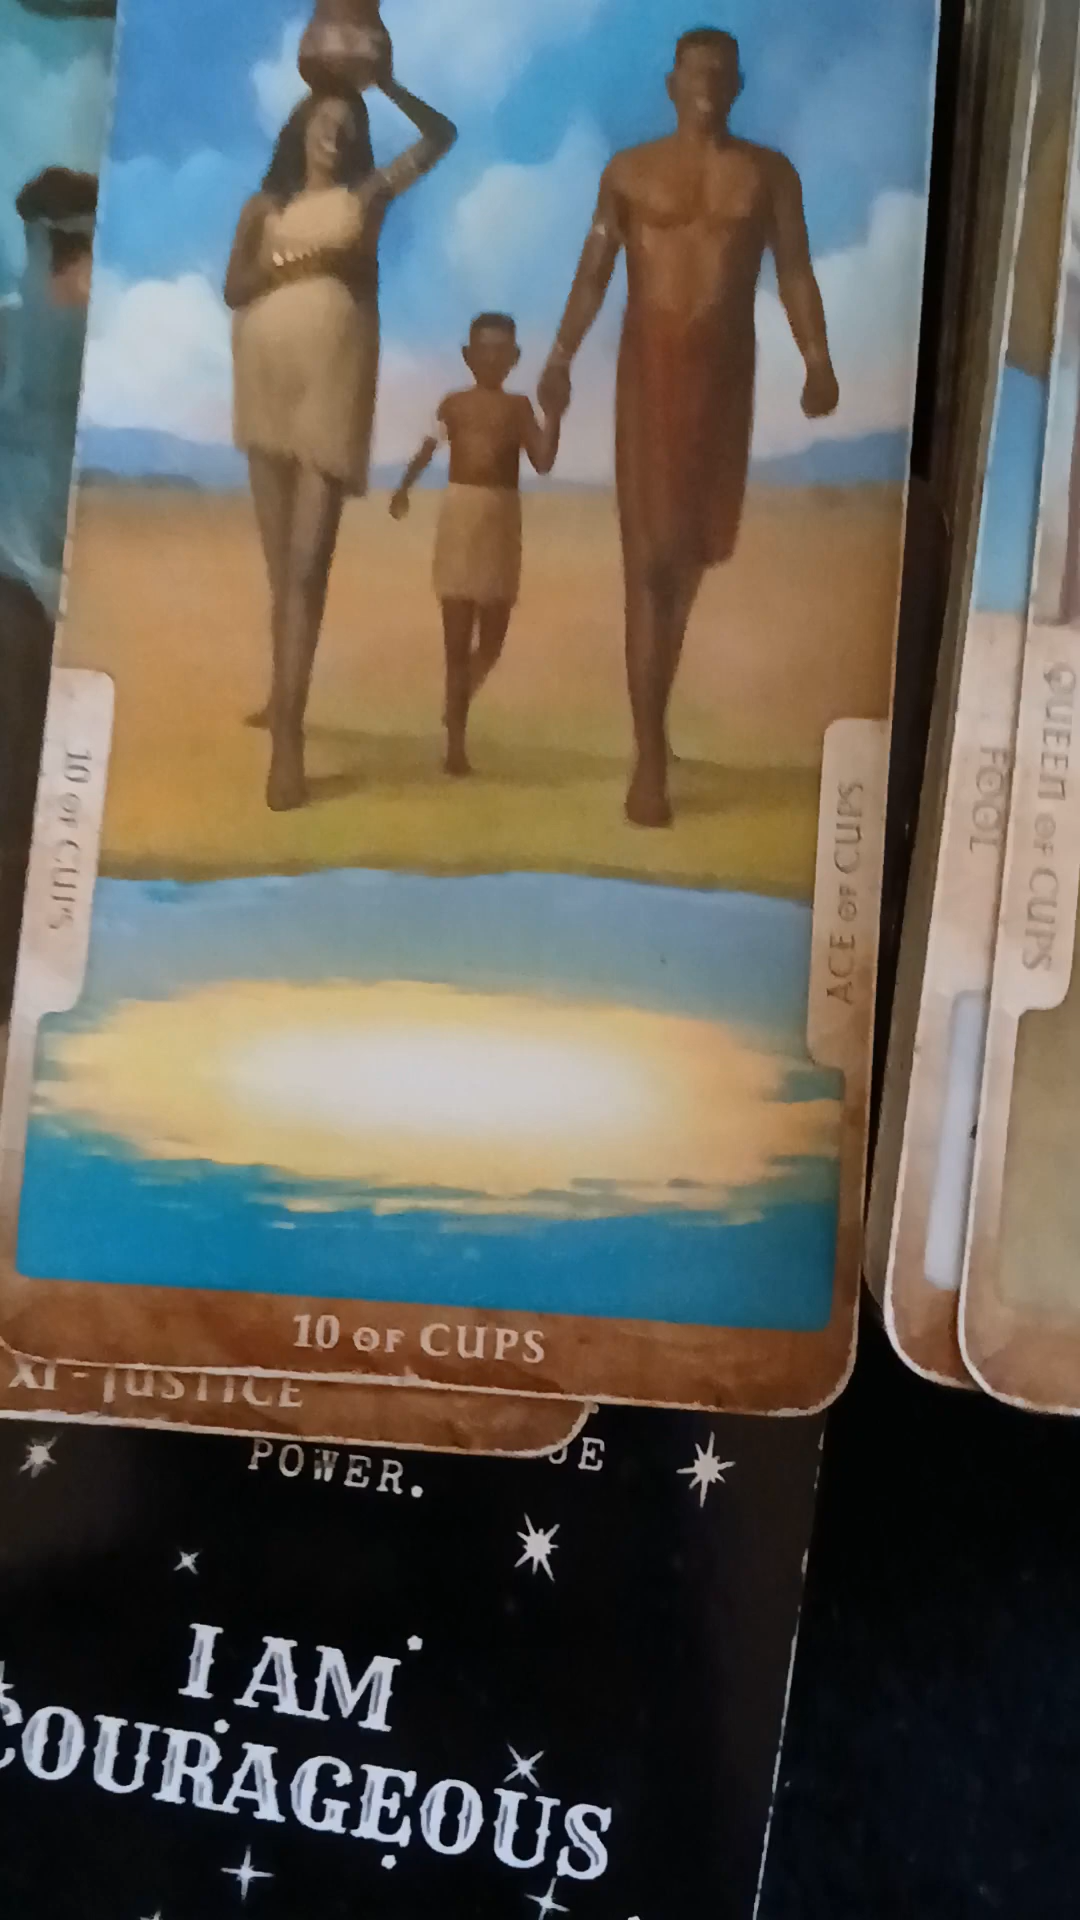 10 OF CUPS
ACE OF CUPS
FOOL
QUEEN OF CUPS
10 OF CUPS
XI - JUSTICE
POWER.
I AM
COURAGEOUS